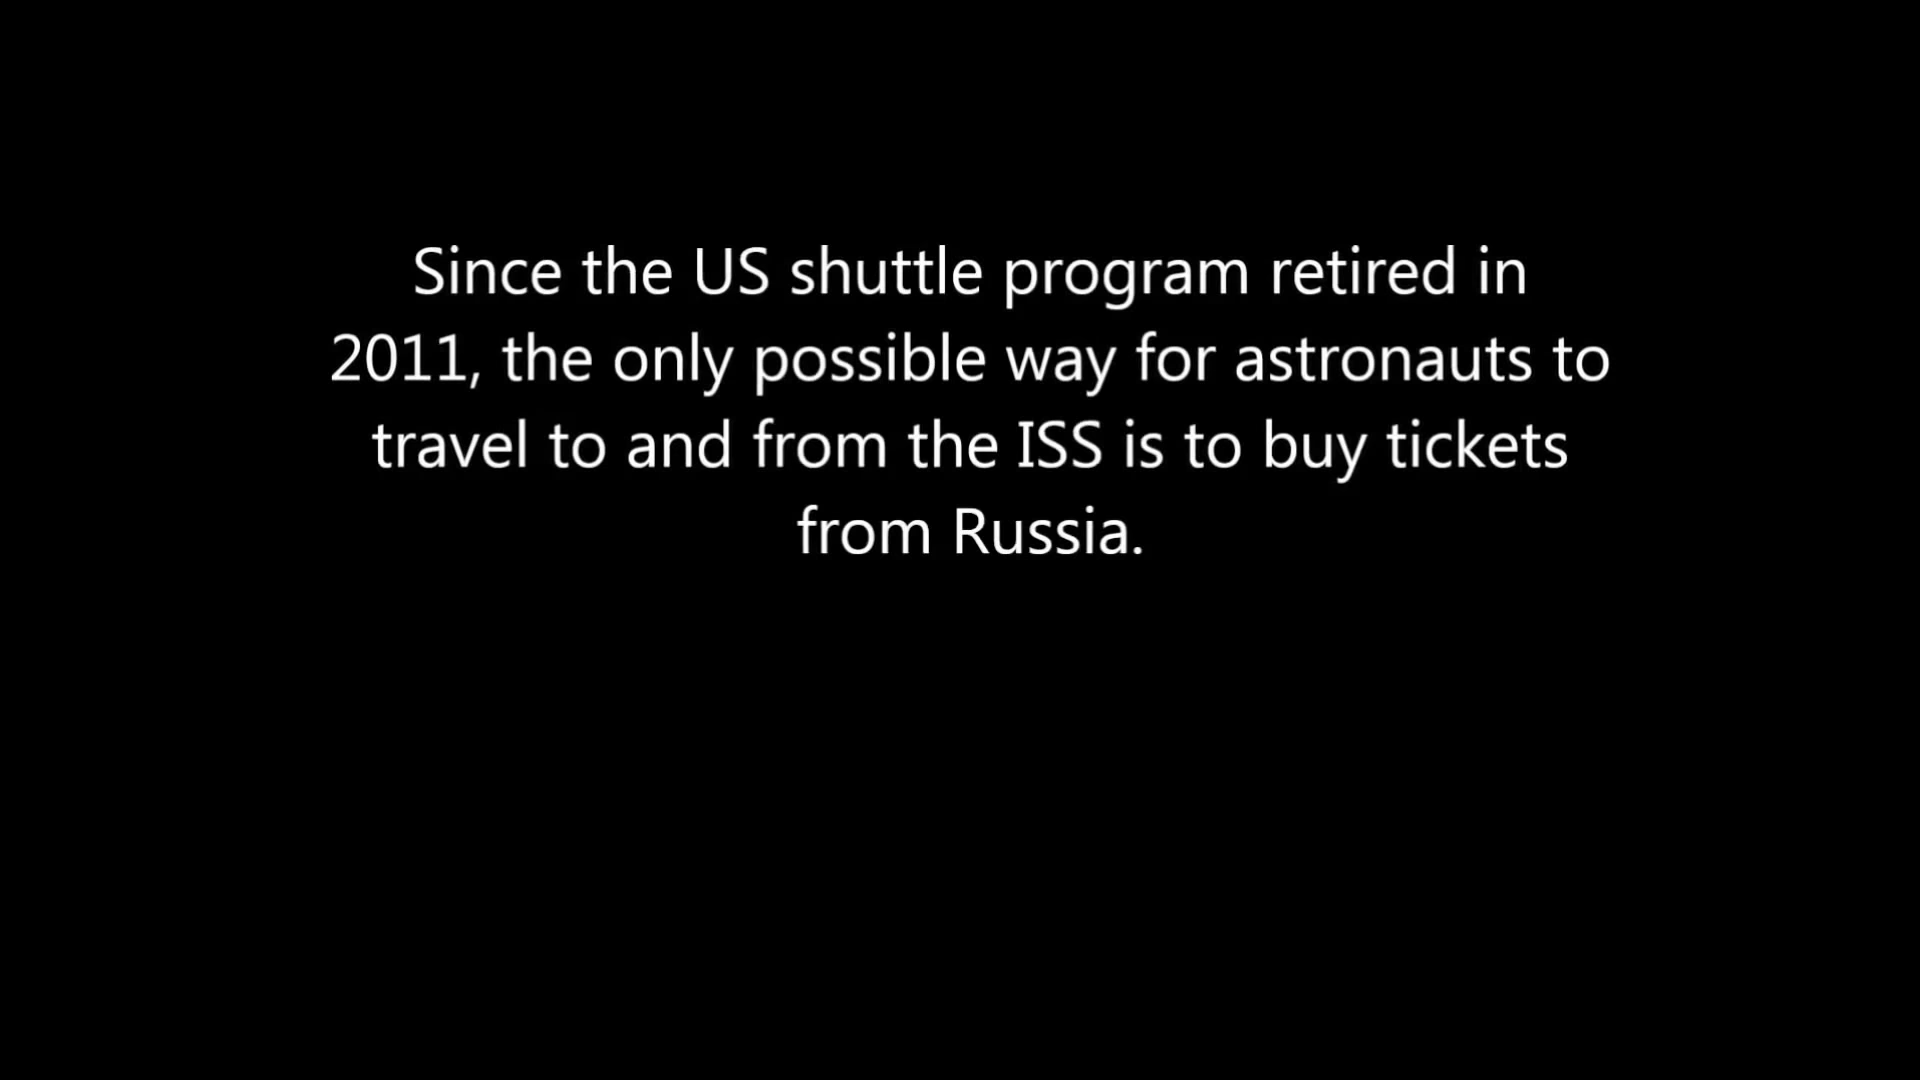 Since the US shuttle program retired in
2011, the only possible way for astronauts to
travel to and from the ISS is to buy tickets
from Russia.